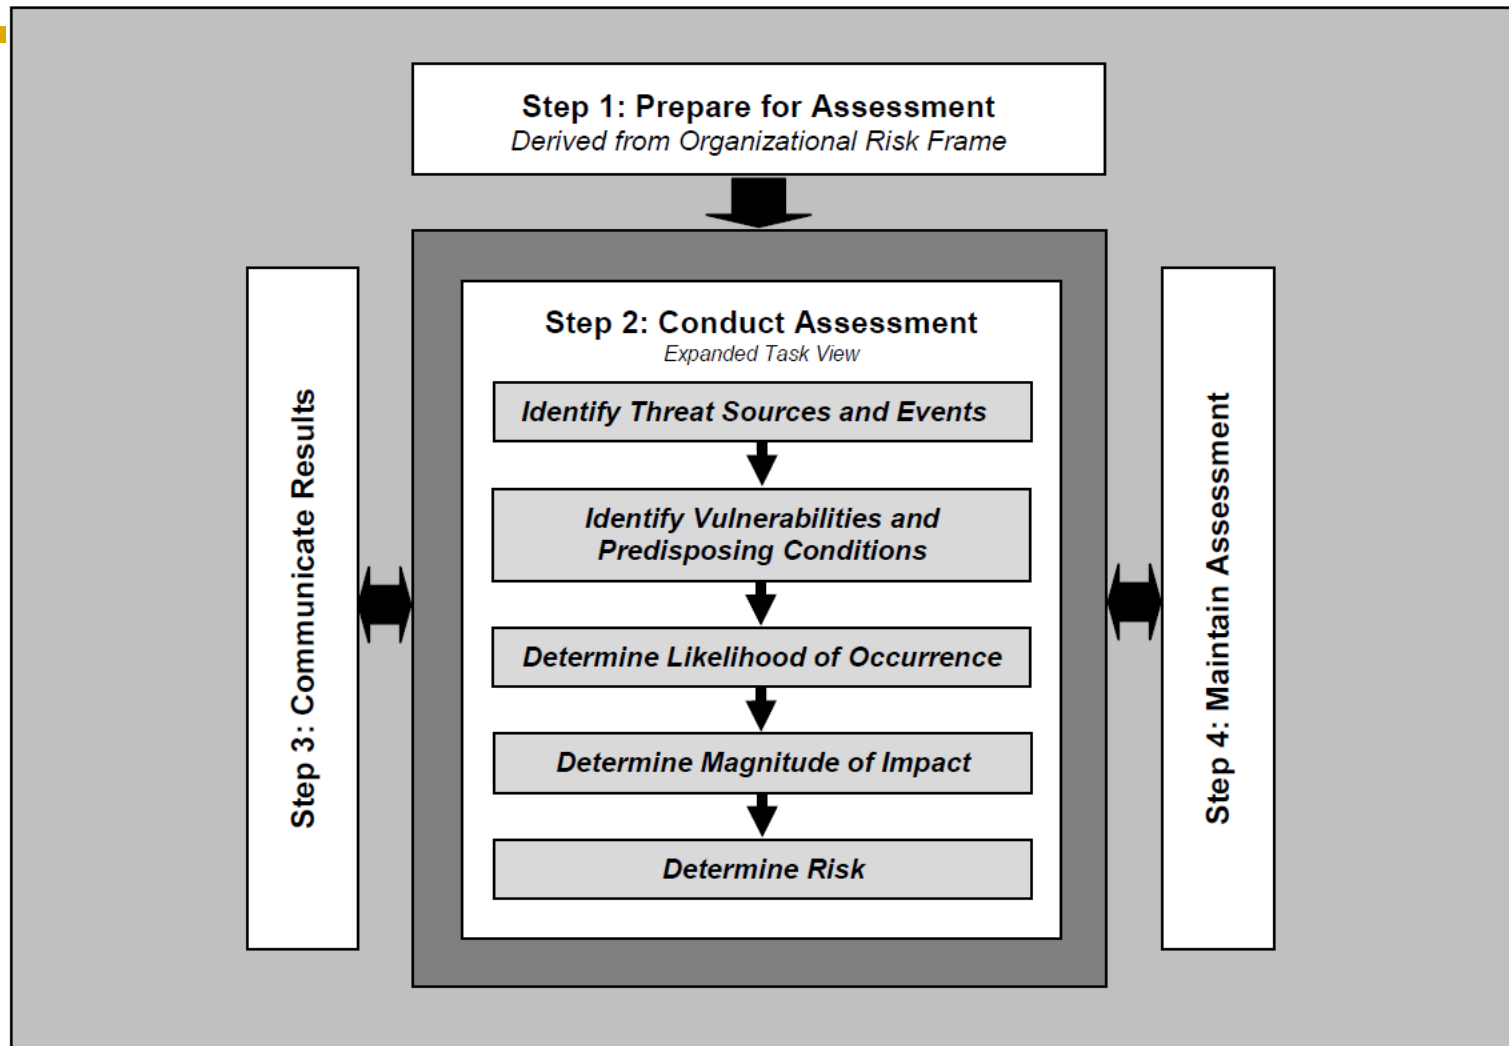 Step 1: Prepare for Assessment
Derived from Organizational Risk Frame
Step 2: Conduct Assessment
Expanded Task View
Identify Threat Sources and Events
Identify Vulnerabilities and
Predisposing Conditions
Determine Likelihood of Occurrence
Determine Magnitude of Impact
Determine Risk
Step 3: Communicate Results
Step 4: Maintain Assessment